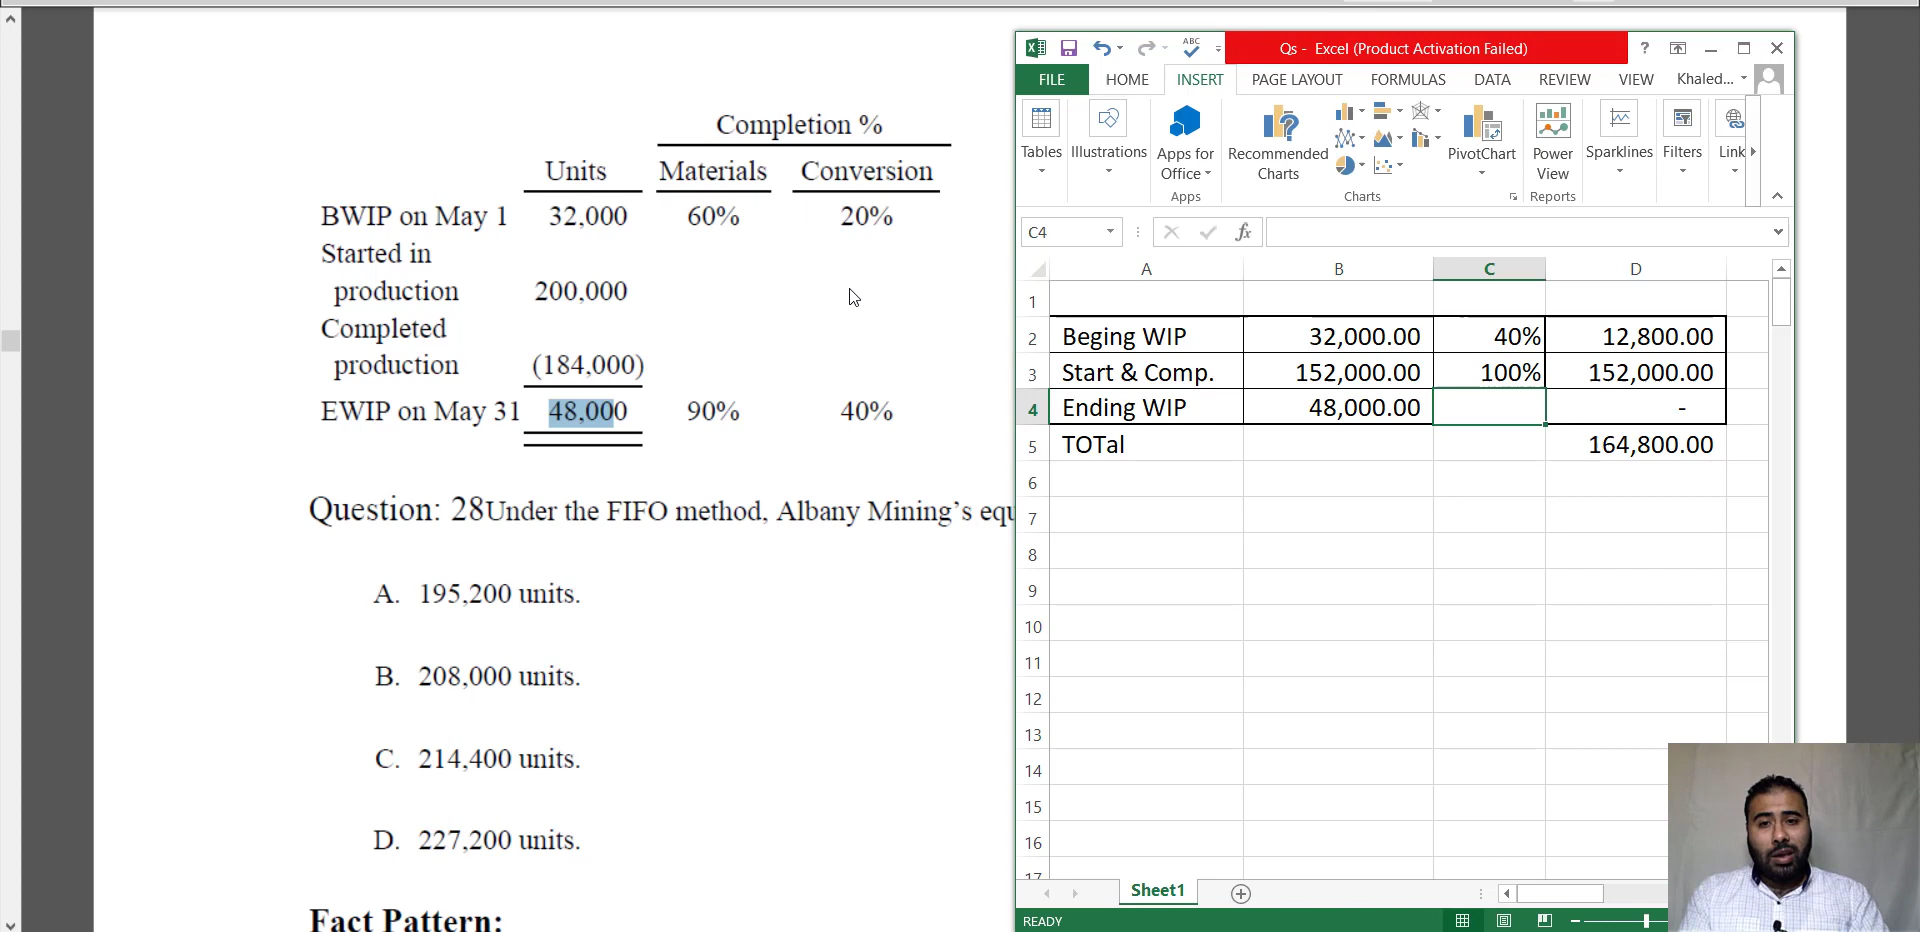 Completion %
Units Materials Conversion
BWIP on May 1 32,000 60% 20%
Started in
production 200,000
Completed
production (184,000)
EWIP on May 31 48,000 90% 40%
Question: 28Under the FIFO method, Albany Mining’s equ
A. 195,200 units.
B. 208,000 units.
C. 214,400 units.
D. 227,200 units.
Fact Pattern:
ABC
Qs - Excel (Product Activation Failed)
?
FILE HOME INSERT PAGE LAYOUT FORMULAS DATA REVIEW VIEW Khaled...
Tables Illustrations Apps for Office Recommended Charts PivotChart Power View Sparklines Filters Link
Apps Charts Reports
C4 fx
A B C D
1
2 Beging WIP 32,000.00 40% 12,800.00
3 Start & Comp. 152,000.00 100% 152,000.00
4 Ending WIP 48,000.00 -
5 TOTal 164,800.00
6
7
8
9
10
11
12
13
14
15
16
17
Sheet1
READY